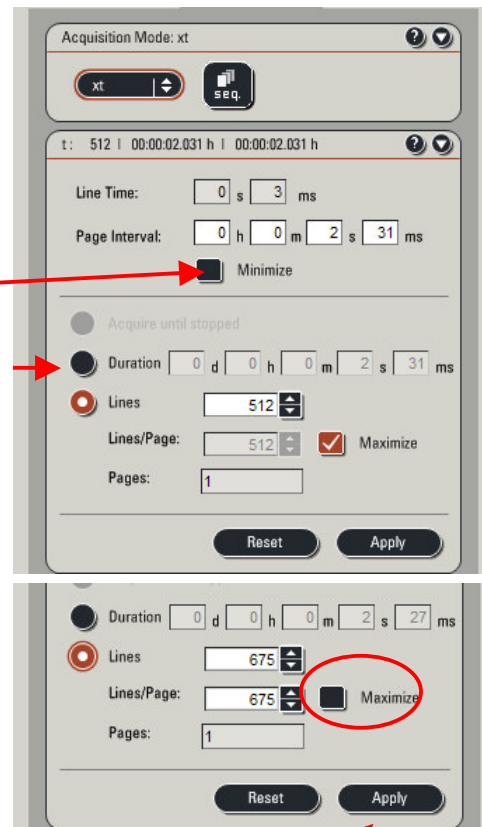 Acquisition Mode: xt
?
xt
seq.
t: 512 | 00:00:02.031 h | 00:00:02.031 h
?
Line Time: 0 s 3 ms
Page Interval: 0 h 0 m 2 s 31 ms
Minimize
Acquire until stopped
Duration 0 d 0 h 0 m 2 s 31 ms
Lines 512
Lines/Page: 512 Maximize
Pages: 1
Reset Apply
Duration 0 d 0 h 0 m 2 s 27 ms
Lines 675
Lines/Page: 675 Maximize
Pages: 1
Reset Apply